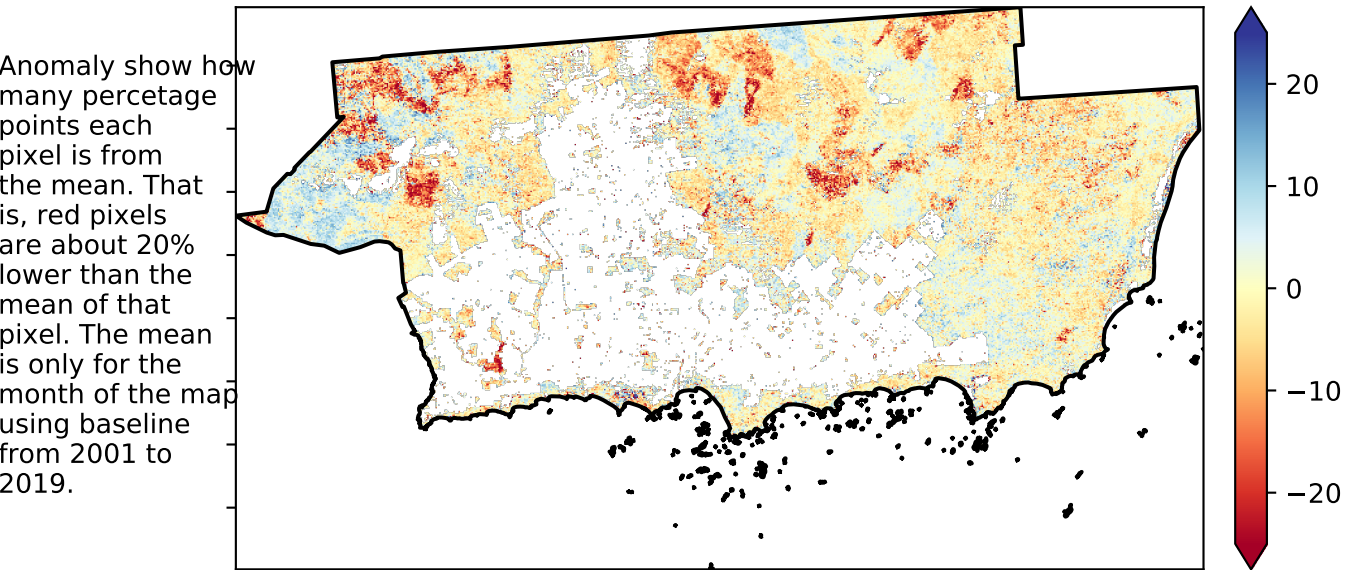 Anomaly show how
many percetage
points each
pixel is from
the mean. That
is, red pixels
are about 20%
lower than the
mean of that
pixel. The mean
is only for the
month of the map
using baseline
from 2001 to
2019.
20
10
0
−10
−20